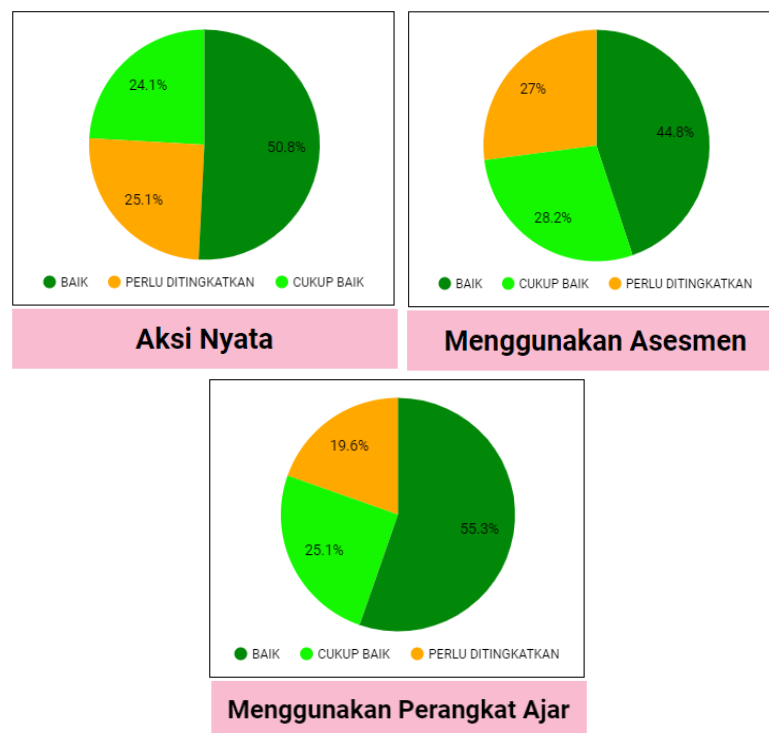 24.1%
50.8%
25.1%
BAIK PERLU DITINGKATKAN CUKUP BAIK
Aksi Nyata
27%
44.8%
28.2%
BAIK CUKUP BAIK PERLU DITINGKATKAN
Menggunakan Asesmen
19.6%
55.3%
25.1%
BAIK CUKUP BAIK PERLU DITINGKATKAN
Menggunakan Perangkat Ajar